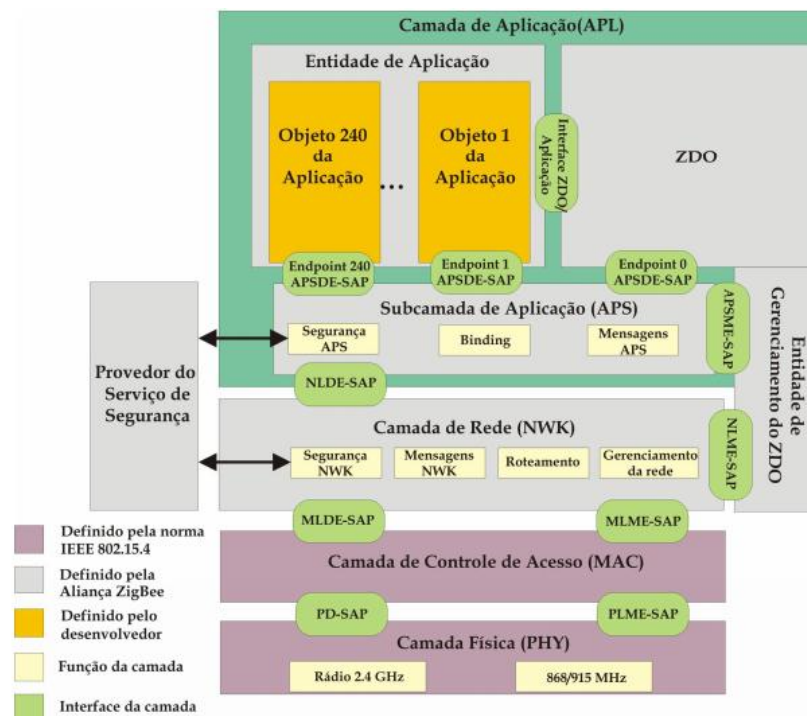 Camada de Aplicação(APL)
Entidade de Aplicação
Objeto 240
da
Aplicação
...
Objeto 1
da
Aplicação
Interface ZDO/
Aplicação
ZDO
Endpoint 240
APSDE-SAP
Endpoint 1
APSDE-SAP
Endpoint 0
APSDE-SAP
Subcamada de Aplicação (APS)
Segurança
APS
Binding
Mensagens
APS
APSME-SAP
Entidade de
Gerenciamento do ZDO
Provedor do
Serviço de
Segurança
NLDE-SAP
Camada de Rede (NWK)
Segurança
NWK
Mensagens
NWK
Roteamento
Gerenciamento
da rede
NLME-SAP
MLDE-SAP
MLME-SAP
Camada de Controle de Acesso (MAC)
PD-SAP
PLME-SAP
Camada Física (PHY)
Rádio 2.4 GHz
868/915 MHz
Definido pela norma
IEEE 802.15.4
Definido pela
Aliança ZigBee
Definido pelo
desenvolvedor
Função da camada
Interface da camada